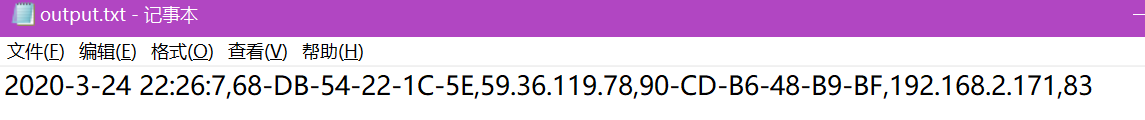 output.txt - 记事本
文件(F) 编辑(E) 格式(O) 查看(V) 帮助(H)
2020-3-24 22:26:7,68-DB-54-22-1C-5E,59.36.119.78,90-CD-B6-48-B9-BF,192.168.2.171,83